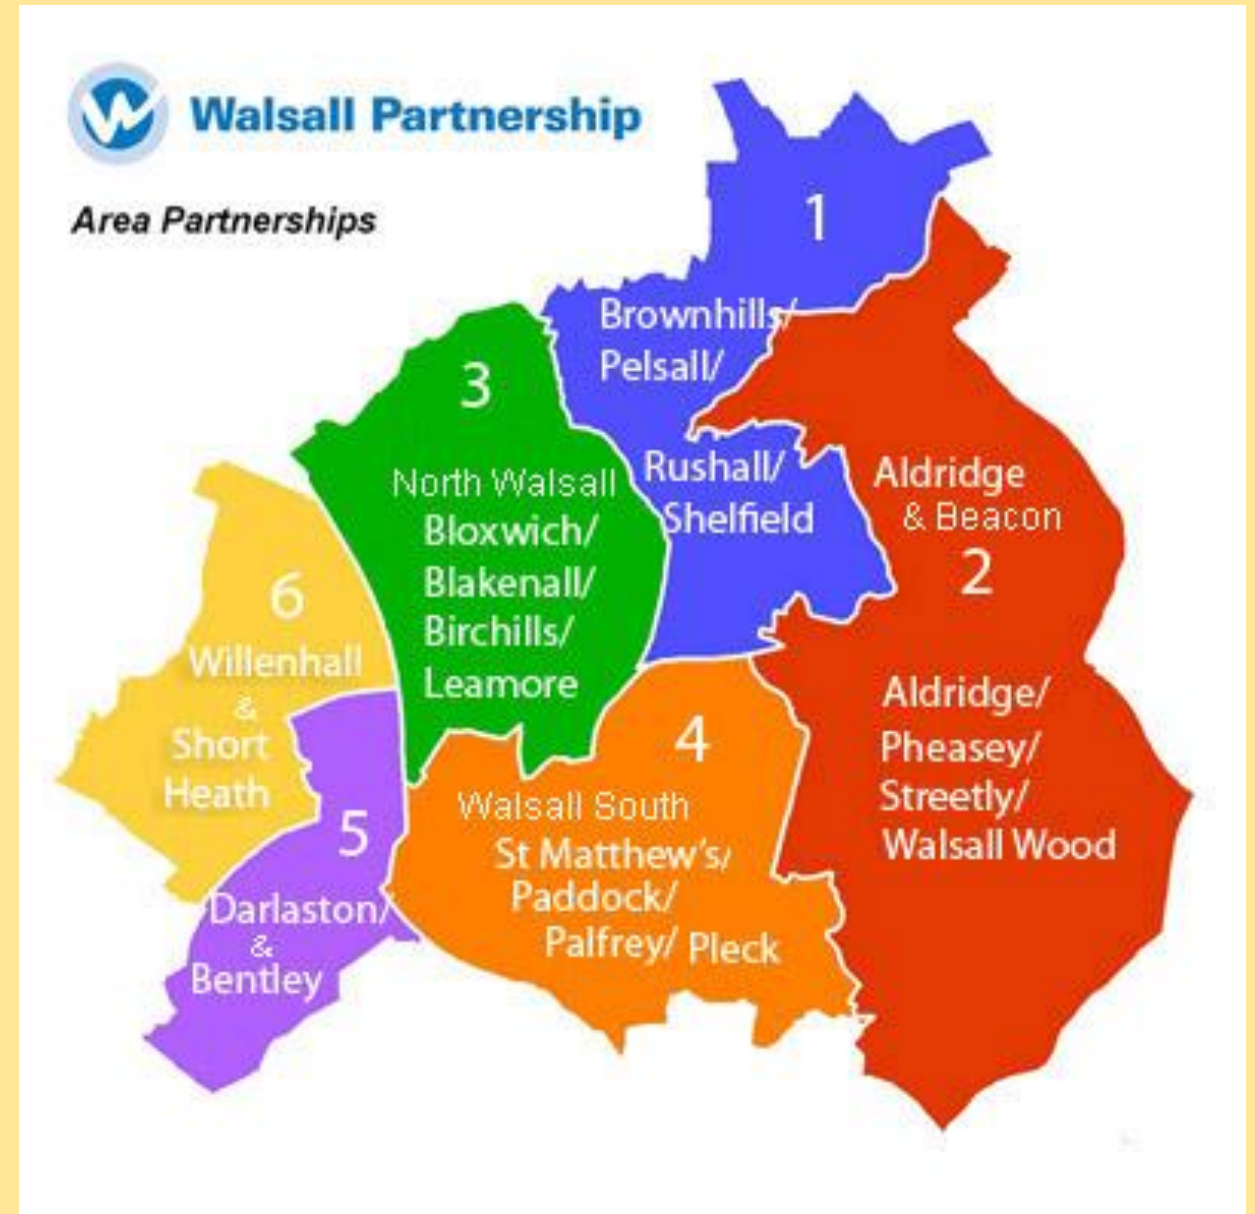 W
Walsall Partnership
Area Partnerships
1
Brownhills/
Pelsall/
Rushall/
Shelfield
3
North Walsall
Bloxwich/
Blakenall/
Birchills/
Leamore
Aldridge
& Beacon
2
Aldridge/
Pheasey/
Streetly/
Walsall Wood
6
Willenhall
&
Short
Heath
4
Walsall South
St Matthew's/
Paddock/
Palfrey/ Pleck
5
Darlaston/
&
Bentley